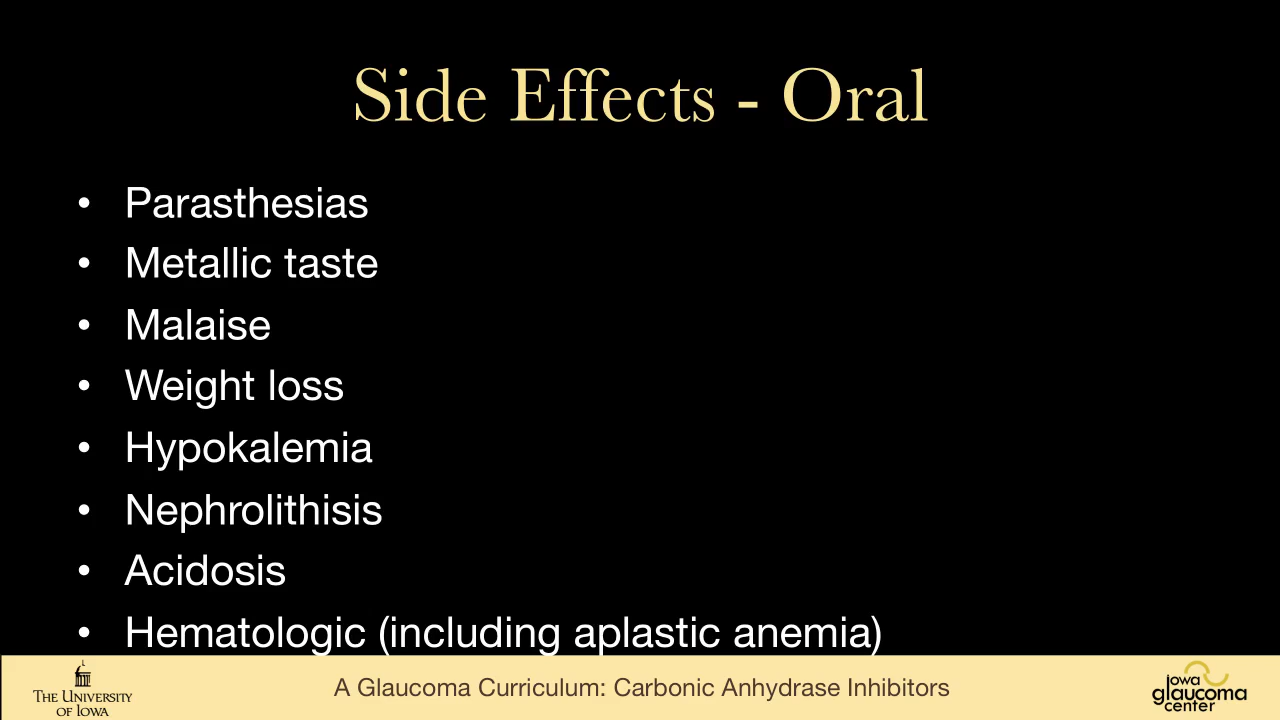 Side Effects - Oral
• Parasthesias
• Metallic taste
• Malaise
• Weight loss
• Hypokalemia
• Nephrolithisis
• Acidosis
• Hematologic (including aplastic anemia)
THE UNIVERSITY
OF IOWA
A Glaucoma Curriculum: Carbonic Anhydrase Inhibitors
iowa
glaucoma
center